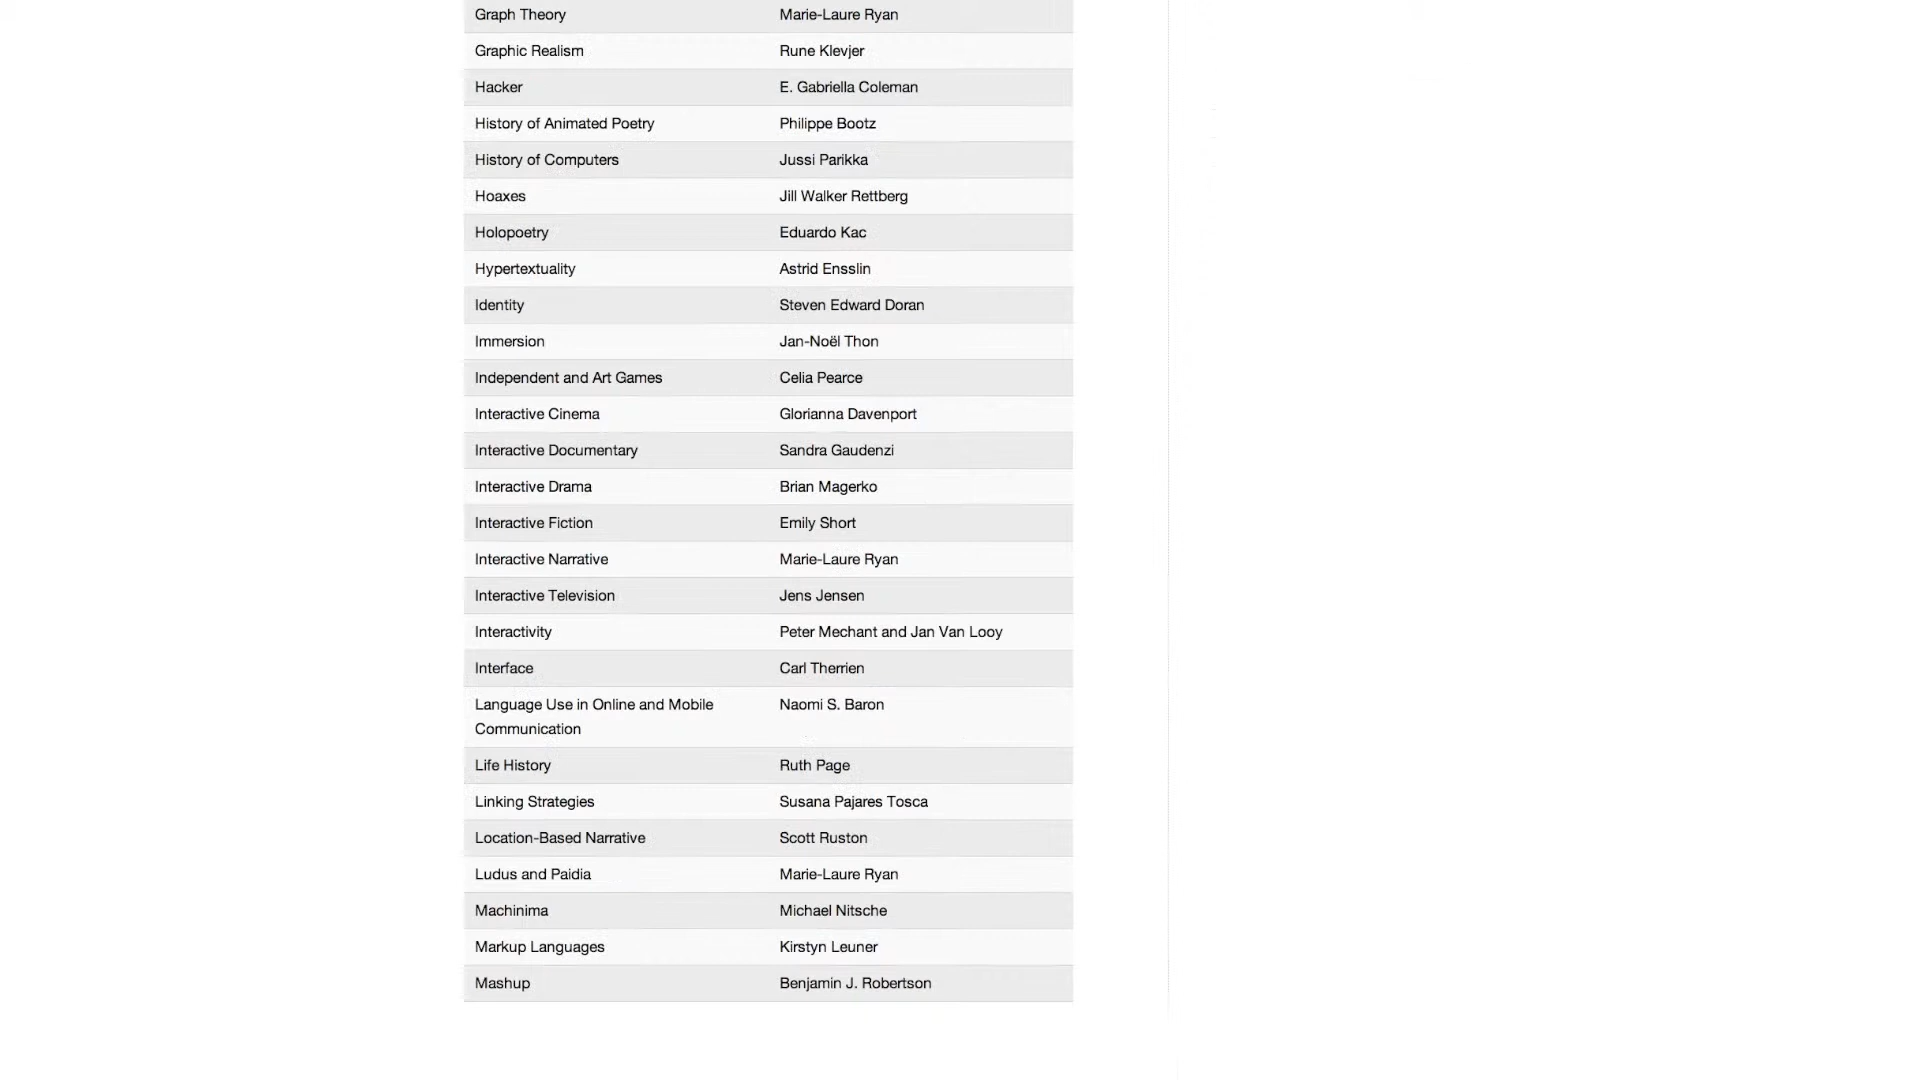 Graph Theory Marie-Laure Ryan
Graphic Realism Rune Klevjer
Hacker E. Gabriella Coleman
History of Animated Poetry Philippe Bootz
History of Computers Jussi Parikka
Hoaxes Jill Walker Rettberg
Holopoetry Eduardo Kac
Hypertextuality Astrid Ensslin
Identity Steven Edward Doran
Immersion Jan-Noël Thon
Independent and Art Games Celia Pearce
Interactive Cinema Glorianna Davenport
Interactive Documentary Sandra Gaudenzi
Interactive Drama Brian Magerko
Interactive Fiction Emily Short
Interactive Narrative Marie-Laure Ryan
Interactive Television Jens Jensen
Interactivity Peter Mechant and Jan Van Looy
Interface Carl Therrien
Language Use in Online and Mobile Naomi S. Baron
Communication
Life History Ruth Page
Linking Strategies Susana Pajares Tosca
Location-Based Narrative Scott Ruston
Ludus and Paidia Marie-Laure Ryan
Machinima Michael Nitsche
Markup Languages Kirstyn Leuner
Mashup Benjamin J. Robertson